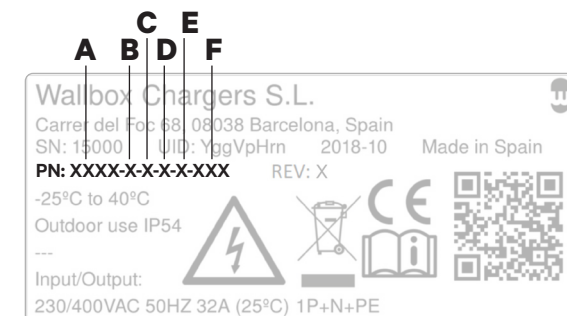 C E
A B D F
Wallbox Chargers S.L.
Carrer del Foc 68, 08038 Barcelona, Spain
SN: 15000 UID: YggVpHrn 2018-10 Made in Spain
PN: XXXX-X-X-X-X-XXX REV: X
-25ºC to 40ºC
Outdoor use IP54
---
Input/Output:
230/400VAC 50HZ 32A (25ºC) 1P+N+PE
CE